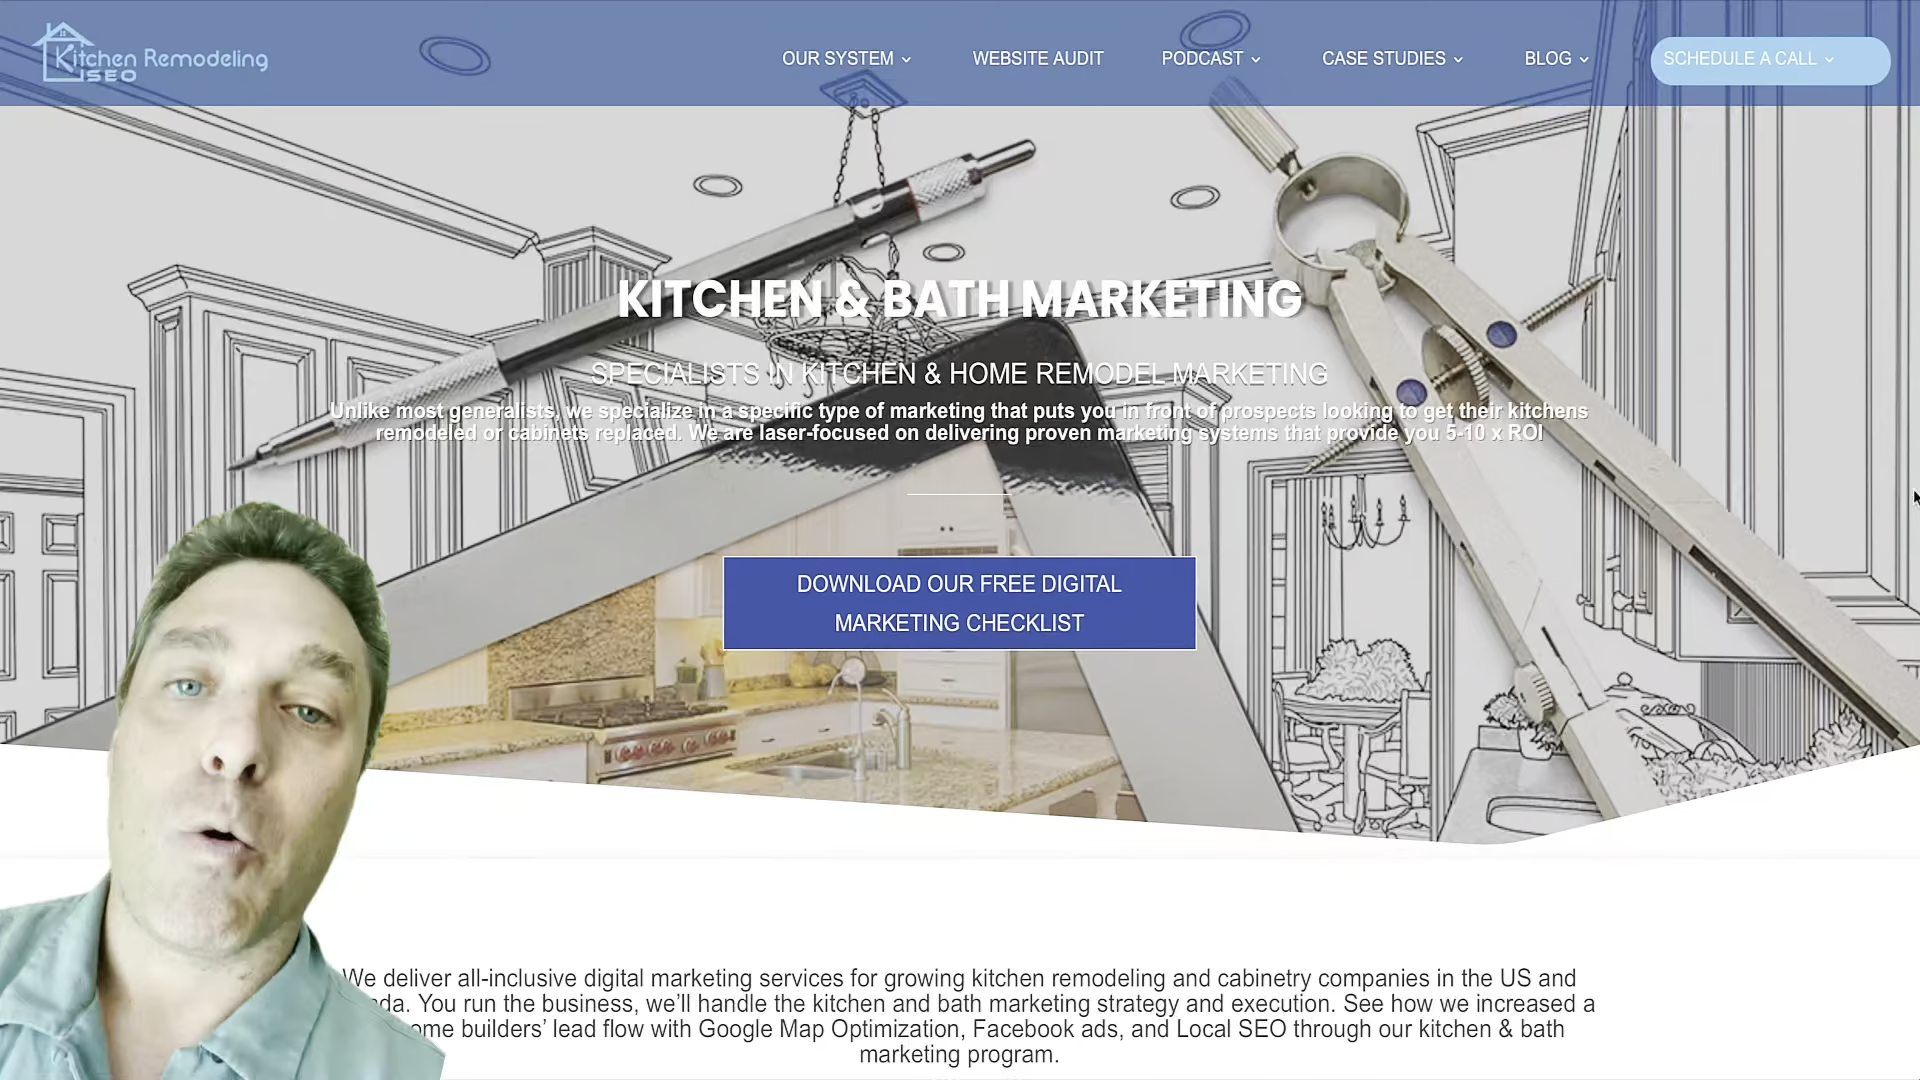 Kitchen Remodeling
SEO
OUR SYSTEM
WEBSITE AUDIT
PODCAST
CASE STUDIES
BLOG
SCHEDULE A CALL
KITCHEN & BATH MARKETING
SPECIALISTS IN KITCHEN & HOME REMODEL MARKETING
Unlike most generalists, we specialize in a specific type of marketing that puts you in front of prospects looking to get their kitchens
remodeled or cabinets replaced. We are laser-focused on delivering proven marketing systems that provide you 5-10 x ROI
DOWNLOAD OUR FREE DIGITAL
MARKETING CHECKLIST
We deliver all-inclusive digital marketing services for growing kitchen remodeling and cabinetry companies in the US and
You run the business, we'll handle the kitchen and bath marketing strategy and execution. See how we increased a
builders' lead flow with Google Map Optimization, Facebook ads, and Local SEO through our kitchen & bath
marketing program.